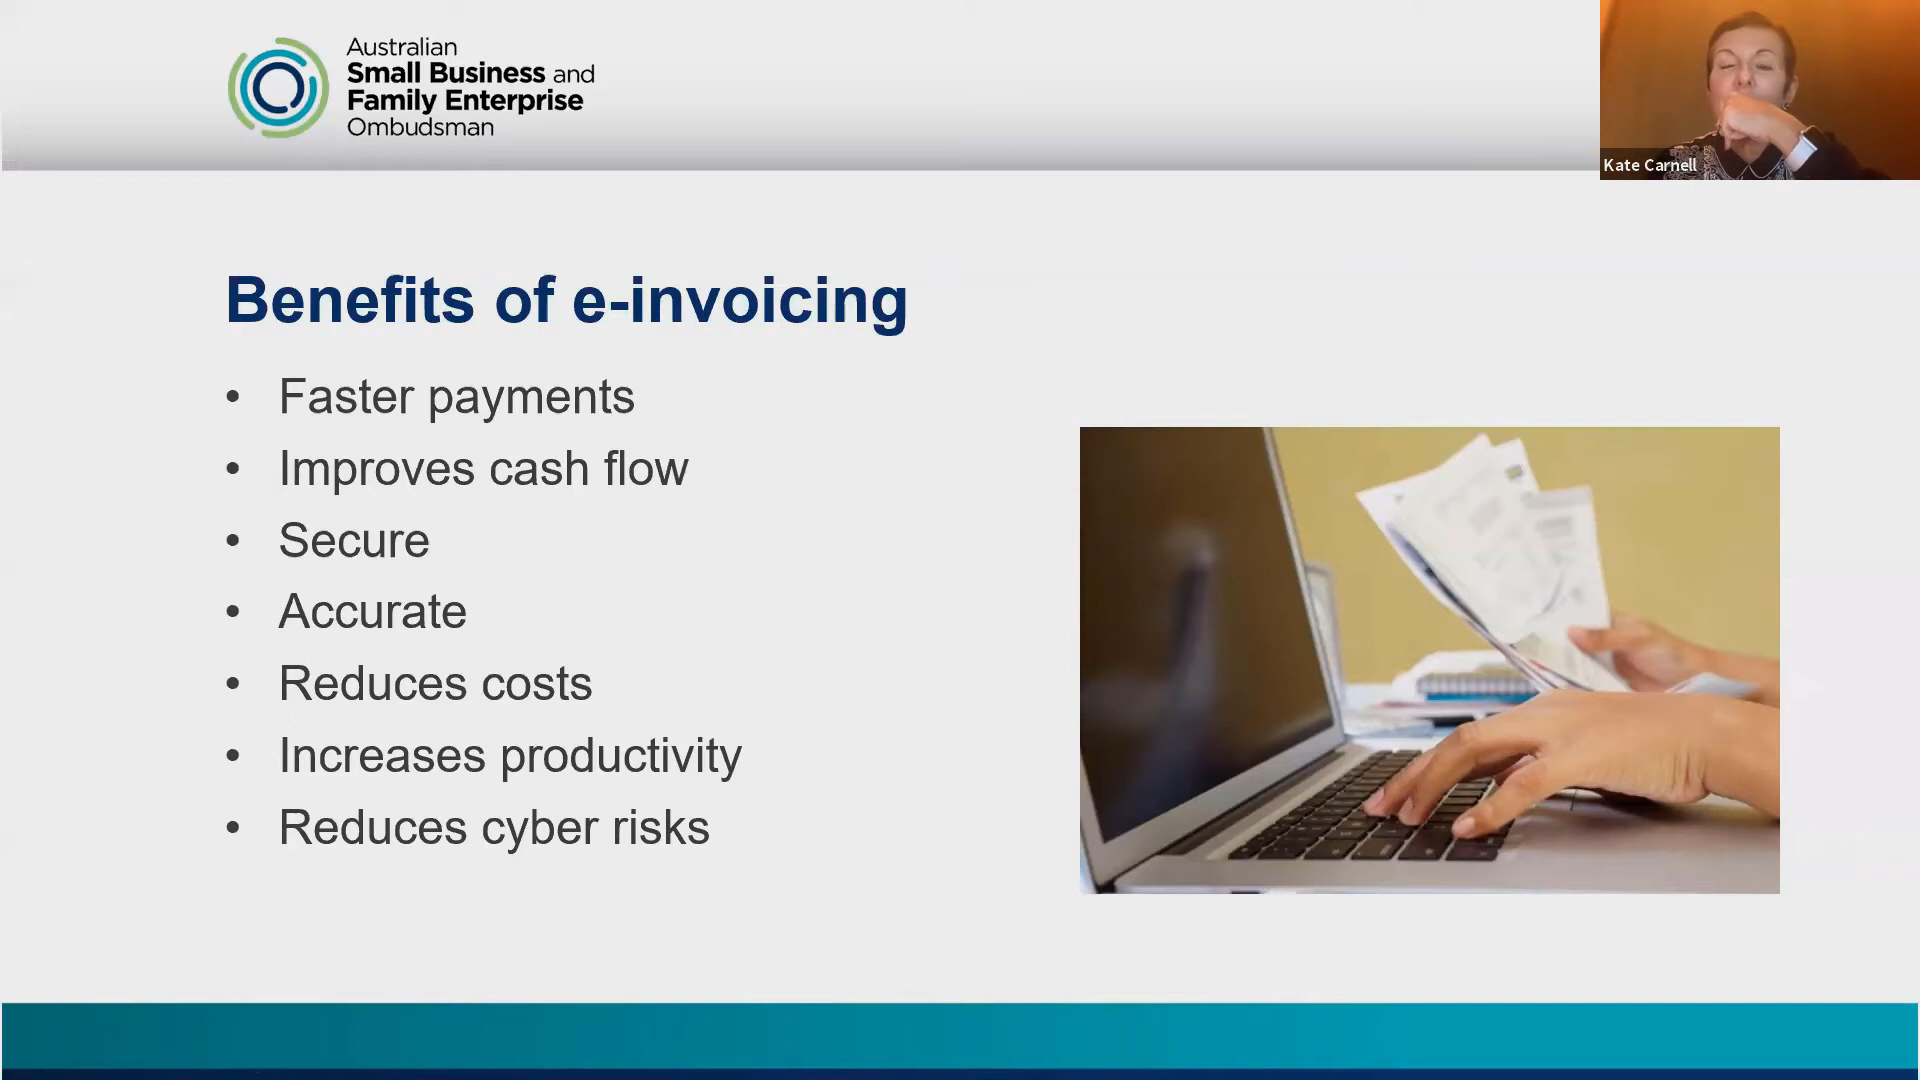 Australian
Small Business and
Family Enterprise
Ombudsman
Kate Carnell
Benefits of e-invoicing
• Faster payments
• Improves cash flow
• Secure
• Accurate
• Reduces costs
• Increases productivity
• Reduces cyber risks